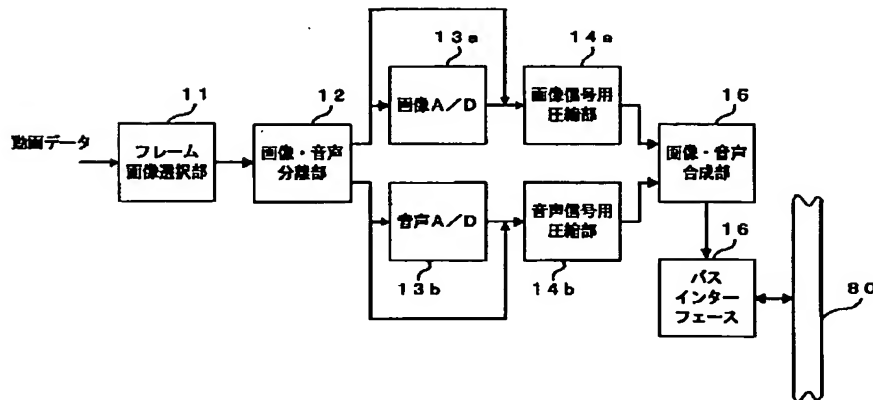 13a
14a
11
12
画像A/D
画像信号用
圧縮部
16
動画データ
フレーム
画像選択部
画像・音声
分離部
画像・音声
合成部
音声A/D
音声信号用
圧縮部
16
13b
14b
バス
インター
フェース
80